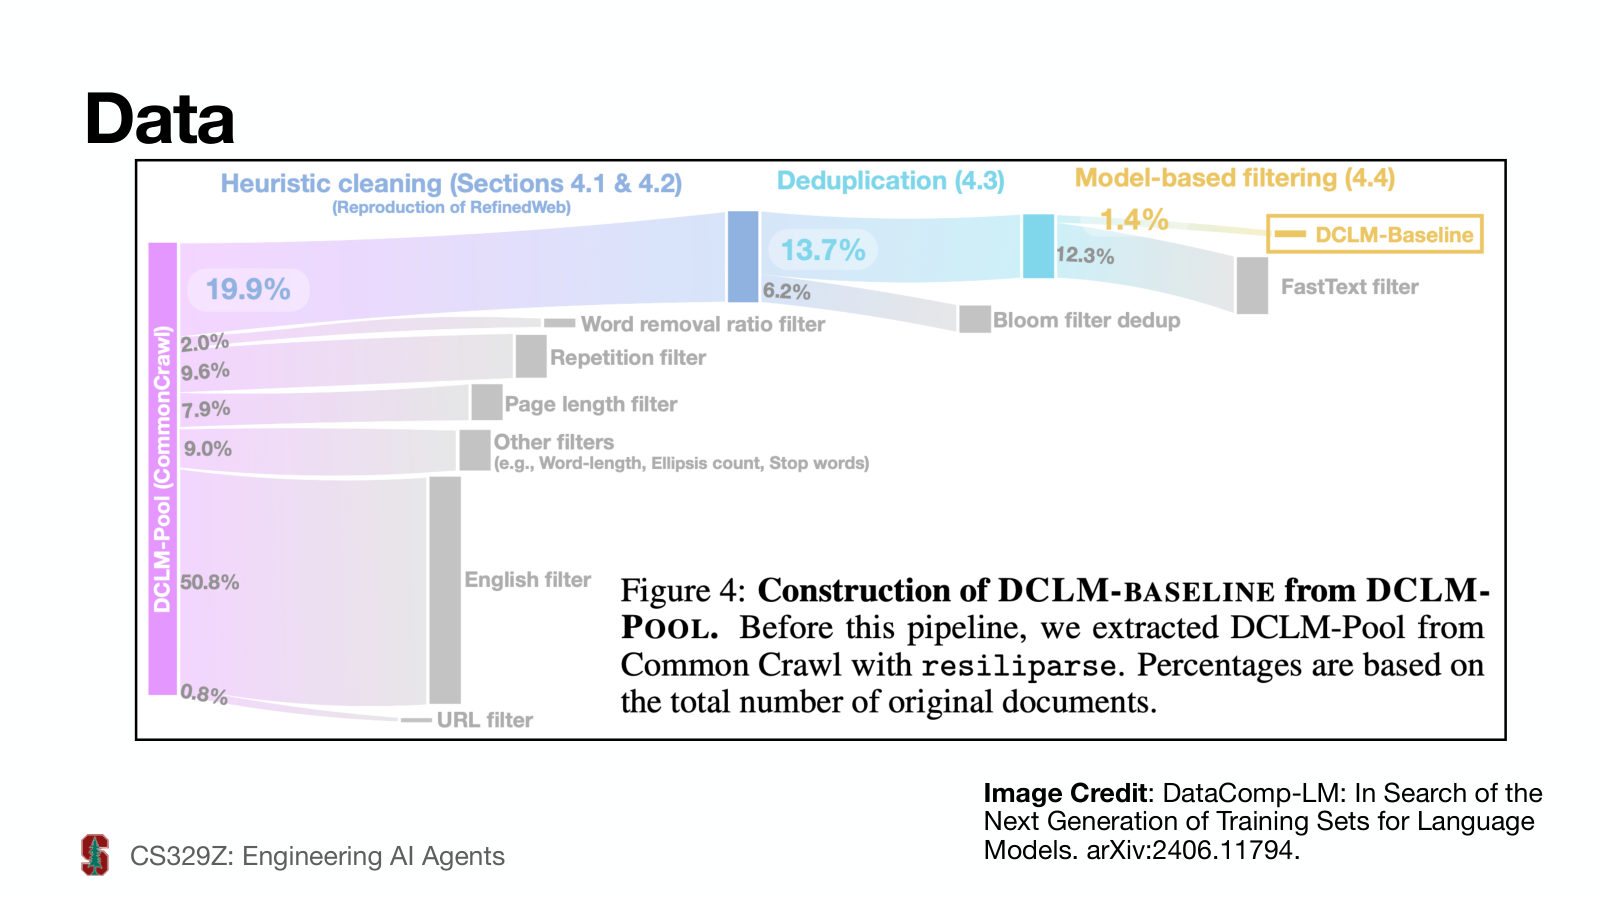 Data
Heuristic cleaning (Sections 4.1 & 4.2)
(Reproduction of RefinedWeb)
Deduplication (4.3)
Model-based filtering (4.4)
DCLM-Pool (CommonCrawl)
19.9%
2.0%
9.6%
7.9%
9.0%
50.8%
0.8%
13.7%
6.2%
1.4%
12.3%
DCLM-Baseline
FastText filter
Bloom filter dedup
Word removal ratio filter
Repetition filter
Page length filter
Other filters
(e.g., Word-length, Ellipsis count, Stop words)
English filter
URL filter
Figure 4: Construction of DCLM-BASELINE from DCLM-
POOL. Before this pipeline, we extracted DCLM-Pool from
Common Crawl with resiliparse. Percentages are based on
the total number of original documents.
Image Credit: DataComp-LM: In Search of the
Next Generation of Training Sets for Language
Models. arXiv:2406.11794.
CS329Z: Engineering AI Agents